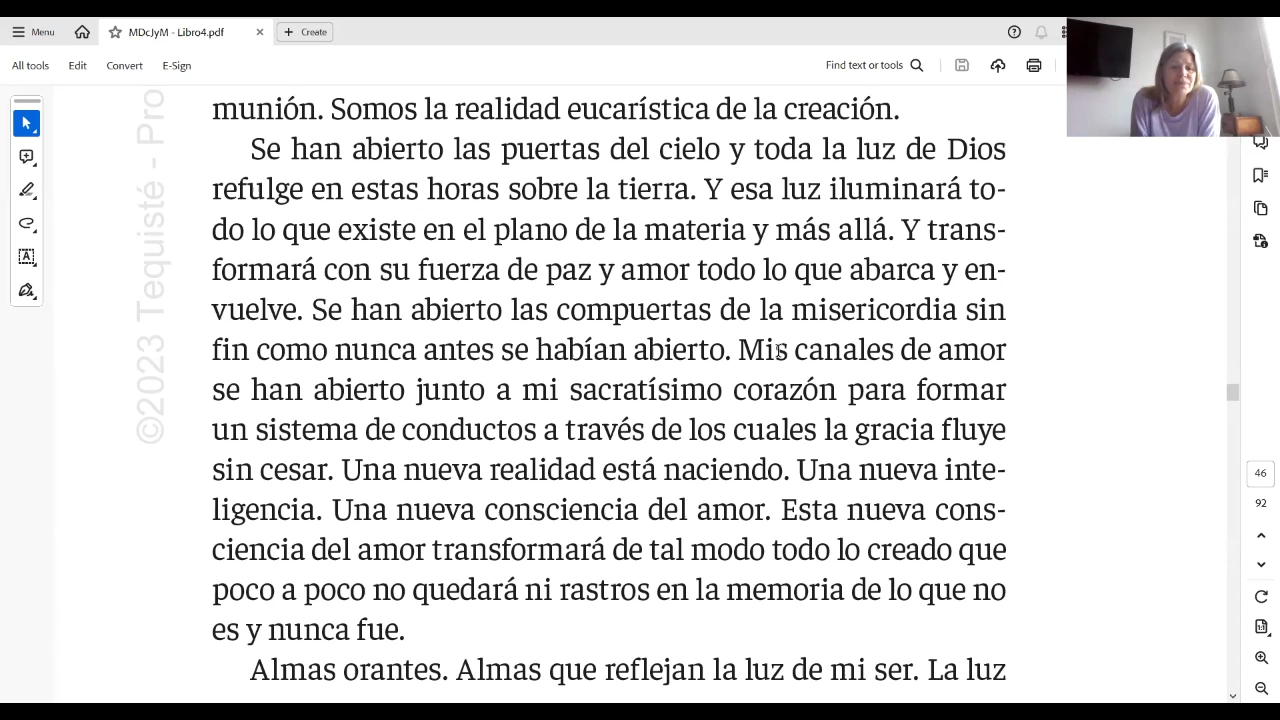 Menu
MDcJyM - Libro4.pdf
Create
All tools
Edit
Convert
E-Sign
Find text or tools
munión. Somos la realidad eucarística de la creación.
Se han abierto las puertas del cielo y toda la luz de Dios
refulge en estas horas sobre la tierra. Y esa luz iluminará to-
do lo que existe en el plano de la materia y más allá. Y trans-
formará con su fuerza de paz y amor todo lo que abarca y en-
vuelve. Se han abierto las compuertas de la misericordia sin
fin como nunca antes se habían abierto. Mis canales de amor
se han abierto junto a mi sacratísimo corazón para formar
un sistema de conductos a través de los cuales la gracia fluye
sin cesar. Una nueva realidad está naciendo. Una nueva inte-
ligencia. Una nueva consciencia del amor. Esta nueva cons-
ciencia del amor transformará de tal modo todo lo creado que
poco a poco no quedará ni rastros en la memoria de lo que no
es y nunca fue.
Almas orantes. Almas que reflejan la luz de mi ser. La luz
©2023 Tequisté - Pro
46
92